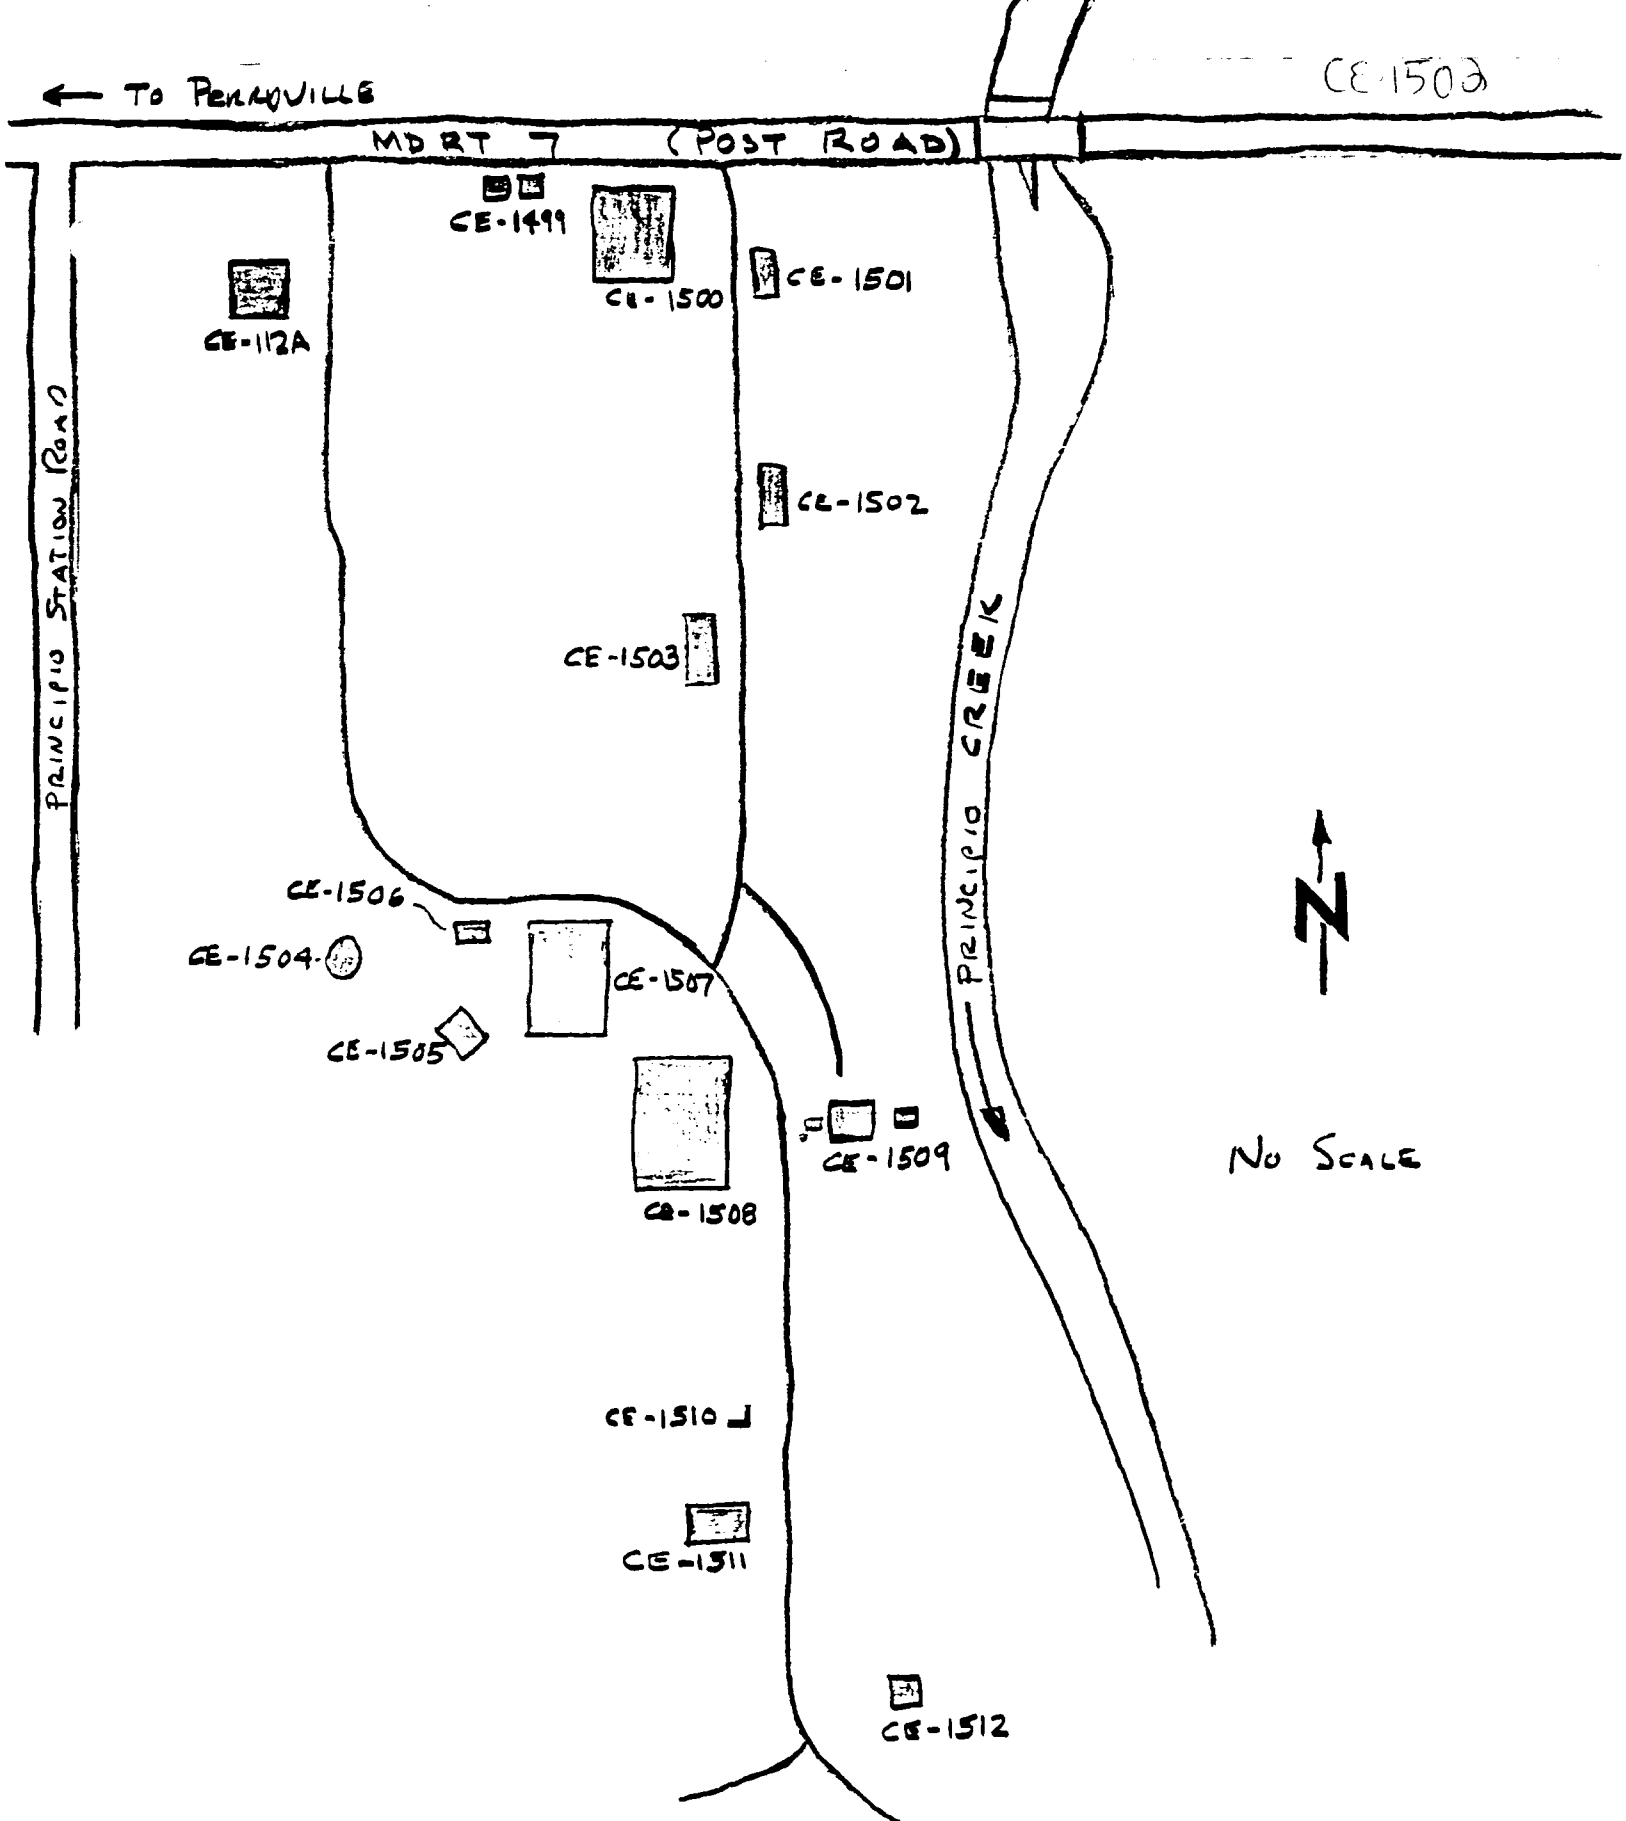 CE-1502
← TO PERRYVILLE
MD RT 7 (POST ROAD)
CE-1499
CE-1500
CE-1501
CE-112A
PRINCIPIO STATION ROAD
CE-1502
CE-1503
PRINCIPIO CREEK
CE-1506
CE-1504
CE-1507
CE-1505
N
CE-1509
NO SCALE
CE-1508
CE-1510
CE-1511
CE-1512